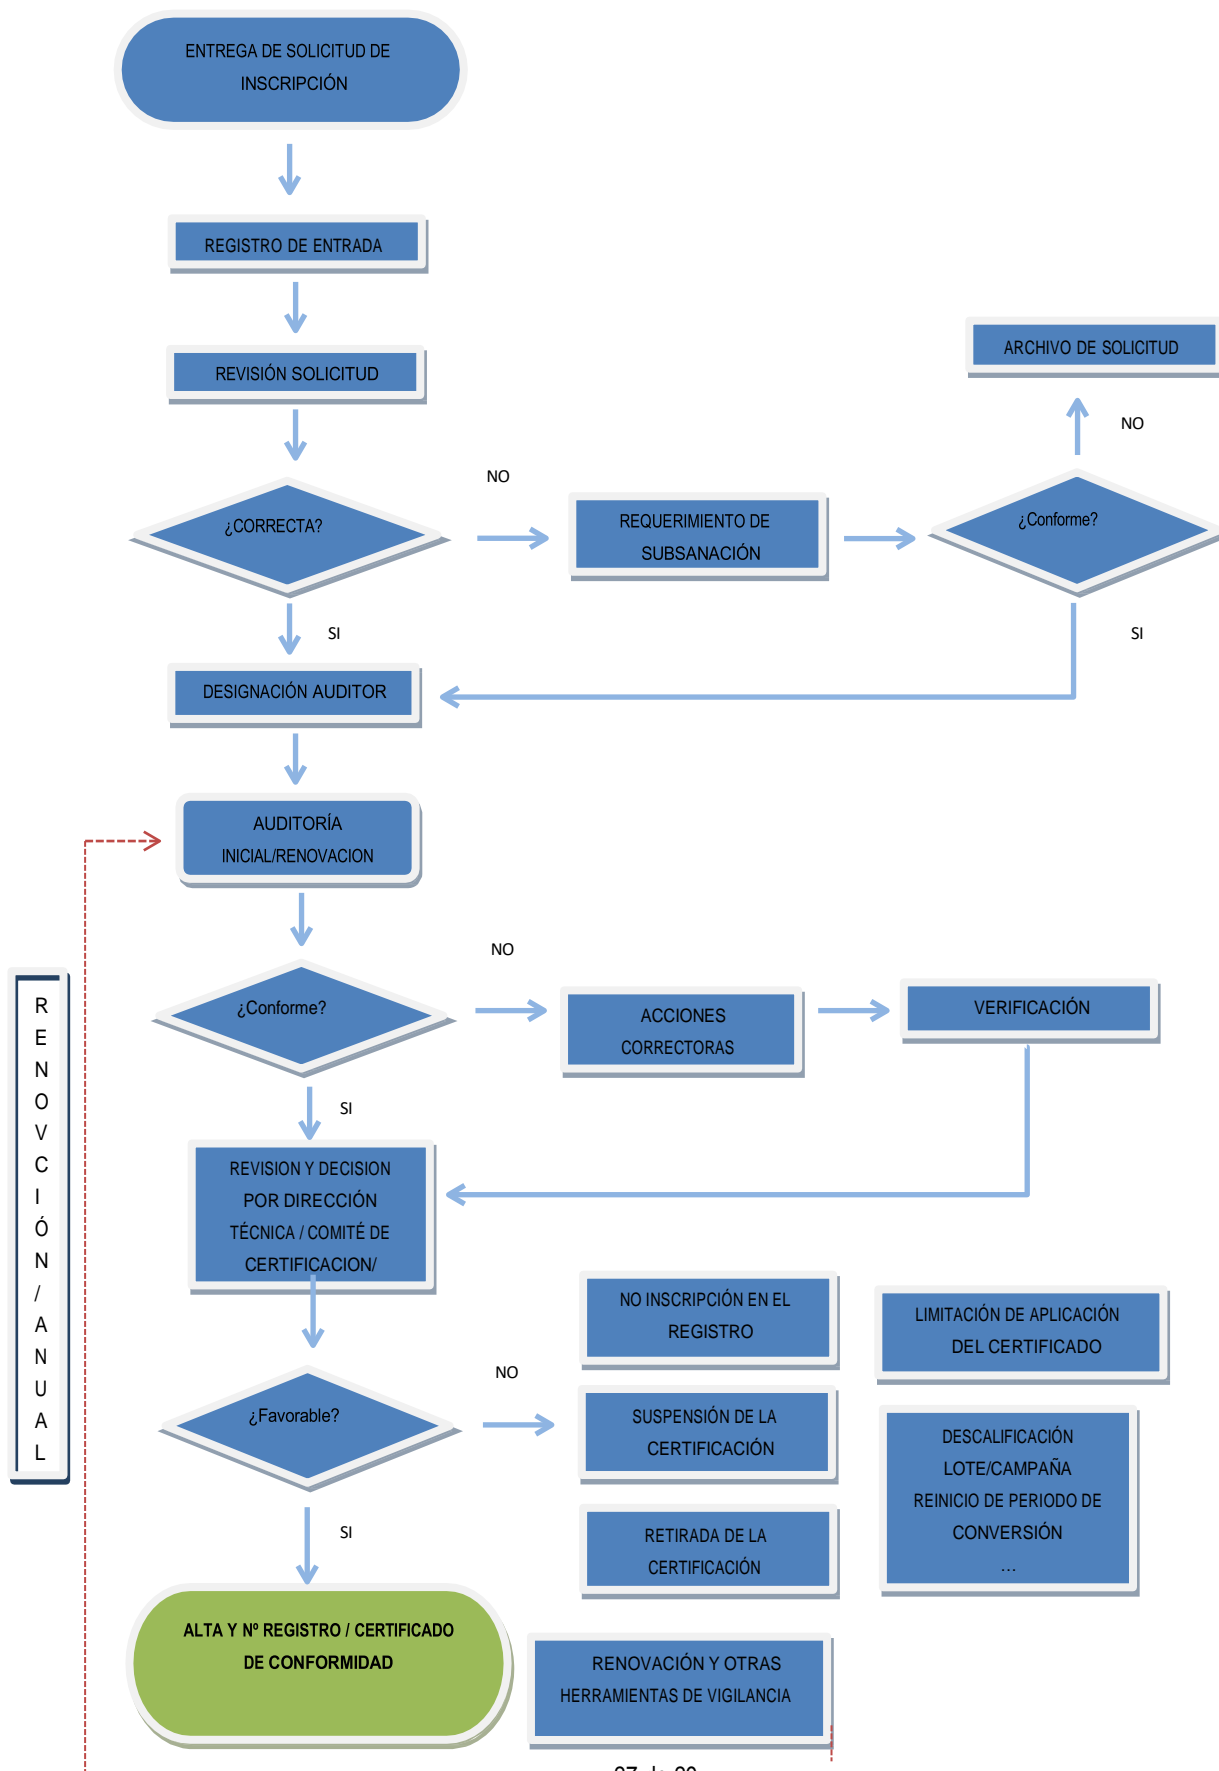 ENTREGA DE SOLICITUD DE
INSCRIPCIÓN
REGISTRO DE ENTRADA
REVISIÓN SOLICITUD
ARCHIVO DE SOLICITUD
NO
¿CORRECTA?
NO
REQUERIMIENTO DE
SUBSANACIÓN
¿Conforme?
SI
SI
DESIGNACIÓN AUDITOR
AUDITORÍA
INICIAL/RENOVACION
¿Conforme?
NO
ACCIONES
CORRECTORAS
VERIFICACIÓN
SI
REVISION Y DECISION
POR DIRECCIÓN
TÉCNICA / COMITÉ DE
CERTIFICACION/
¿Favorable?
NO
NO INSCRIPCIÓN EN EL
REGISTRO
LIMITACIÓN DE APLICACIÓN
DEL CERTIFICADO
SUSPENSIÓN DE LA
CERTIFICACIÓN
DESCALIFICACIÓN
LOTE/CAMPAÑA
REINICIO DE PERIODO DE
CONVERSIÓN
...
RETIRADA DE LA
CERTIFICACIÓN
SI
ALTA Y Nº REGISTRO / CERTIFICADO
DE CONFORMIDAD
RENOVACIÓN Y OTRAS
HERRAMIENTAS DE VIGILANCIA
R
E
N
O
V
C
I
Ó
N
/
A
N
U
A
L